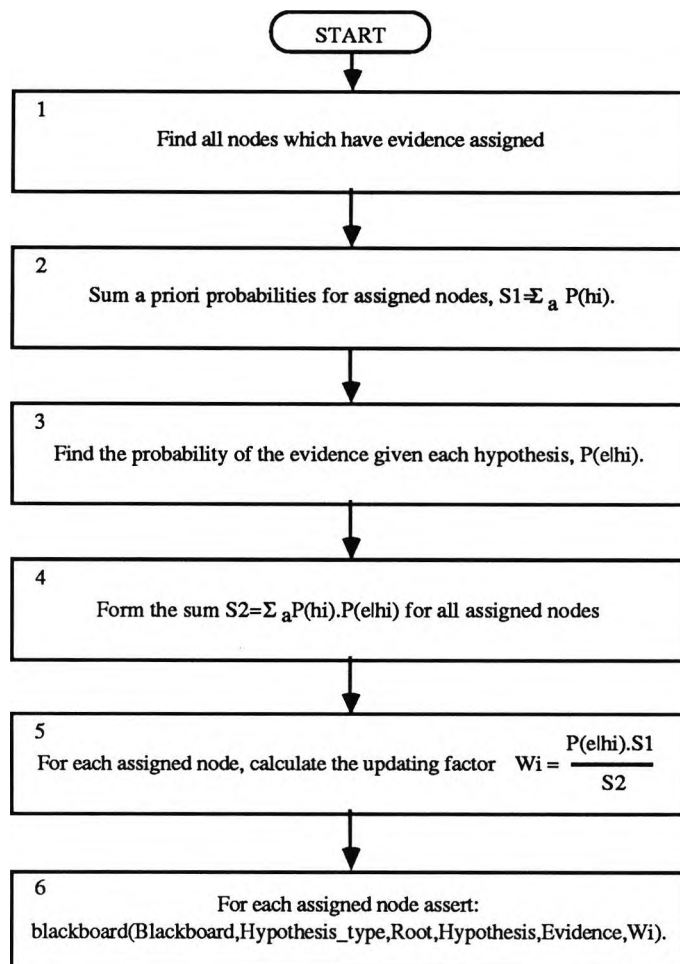 START
1
Find all nodes which have evidence assigned
2
Sum a priori probabilities for assigned nodes, S1=Σ a P(hi).
3
Find the probability of the evidence given each hypothesis, P(e|hi).
4
Form the sum S2=Σ aP(hi).P(e|hi) for all assigned nodes
5
For each assigned node, calculate the updating factor Wi = P(e|hi).S1
S2
6
For each assigned node assert:
blackboard(Blackboard,Hypothesis_type,Root,Hypothesis,Evidence,Wi).